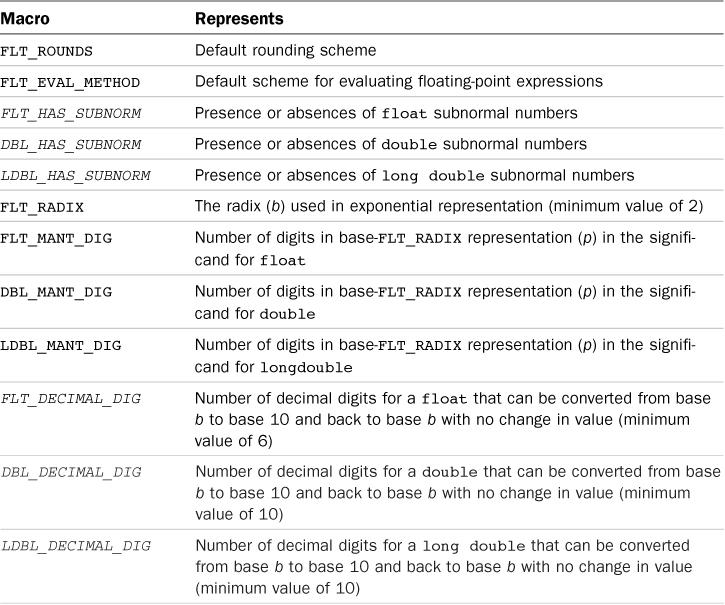 Macro Represents
FLT_ROUNDS Default rounding scheme
FLT_EVAL_METHOD Default scheme for evaluating floating-point expressions
FLT_HAS_SUBNORM Presence or absences of float subnormal numbers
DBL_HAS_SUBNORM Presence or absences of double subnormal numbers
LDBL_HAS_SUBNORM Presence or absences of long double subnormal numbers
FLT_RADIX The radix (b) used in exponential representation (minimum value of 2)
FLT_MANT_DIG Number of digits in base-FLT_RADIX representation (p) in the signifi-
cand for float
DBL_MANT_DIG Number of digits in base-FLT_RADIX representation (p) in the signifi-
cand for double
LDBL_MANT_DIG Number of digits in base-FLT_RADIX representation (p) in the signifi-
cand for longdouble
FLT_DECIMAL_DIG Number of decimal digits for a float that can be converted from base
b to base 10 and back to base b with no change in value (minimum
value of 6)
DBL_DECIMAL_DIG Number of decimal digits for a double that can be converted from base
b to base 10 and back to base b with no change in value (minimum
value of 10)
LDBL_DECIMAL_DIG Number of decimal digits for a long double that can be converted
from base b to base 10 and back to base b with no change in value
(minimum value of 10)